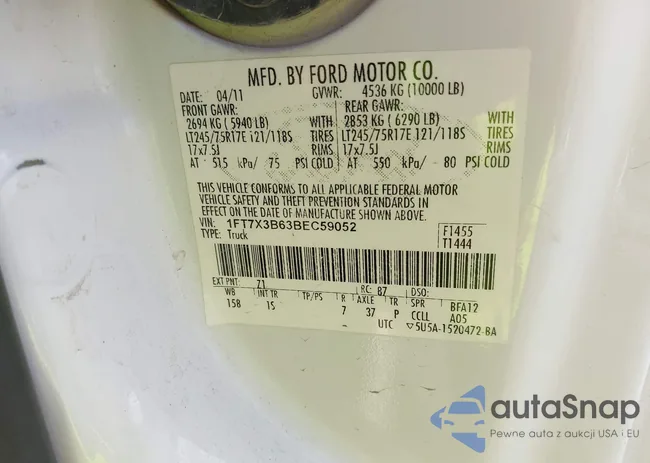 MFD. BY FORD MOTOR CO.
DATE: 04/11 GVWR: 4536 KG (10000 LB)
FRONT GAWR: REAR GAWR:
2694 KG ( 5940 LB) WITH 2853 KG ( 6290 LB) WITH
LT245/75R17E 121/118S TIRES LT245/75R17E 121/118S TIRES
17x7.5J RIMS 17x7.5J RIMS
AT 515 kPa/ 75 PSI COLD AT 550 kPa/ 80 PSI COLD
THIS VEHICLE CONFORMS TO ALL APPLICABLE FEDERAL MOTOR
VEHICLE SAFETY AND THEFT PREVENTION STANDARDS IN
EFFECT ON THE DATE OF MANUFACTURE SHOWN ABOVE.
VIN: 1FT7X3B63BEC59052 F1455
TYPE: Truck T1444
EXT PNT: Z1 RC: B7 DSO:
WB INT TR TP/PS R AXLE TR SPR BFA12
158 1S 7 37 P CCLL A05
UTC ▽5U5A-1520472-BA
autaSnap
Pewne auta z aukcji USA i EU